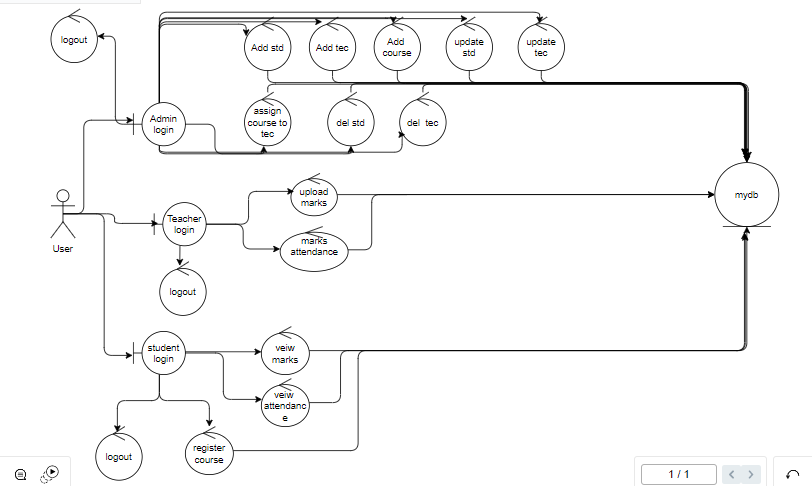 logout
Add std
Add tec
Add
course
update
std
update
tec
Admin
login
assign
course to
tec
del std
del tec
mydb
User
Teacher
login
upload
marks
marks
attendance
logout
student
login
veiw
marks
veiw
attendanc
e
logout
register
course
1 / 1